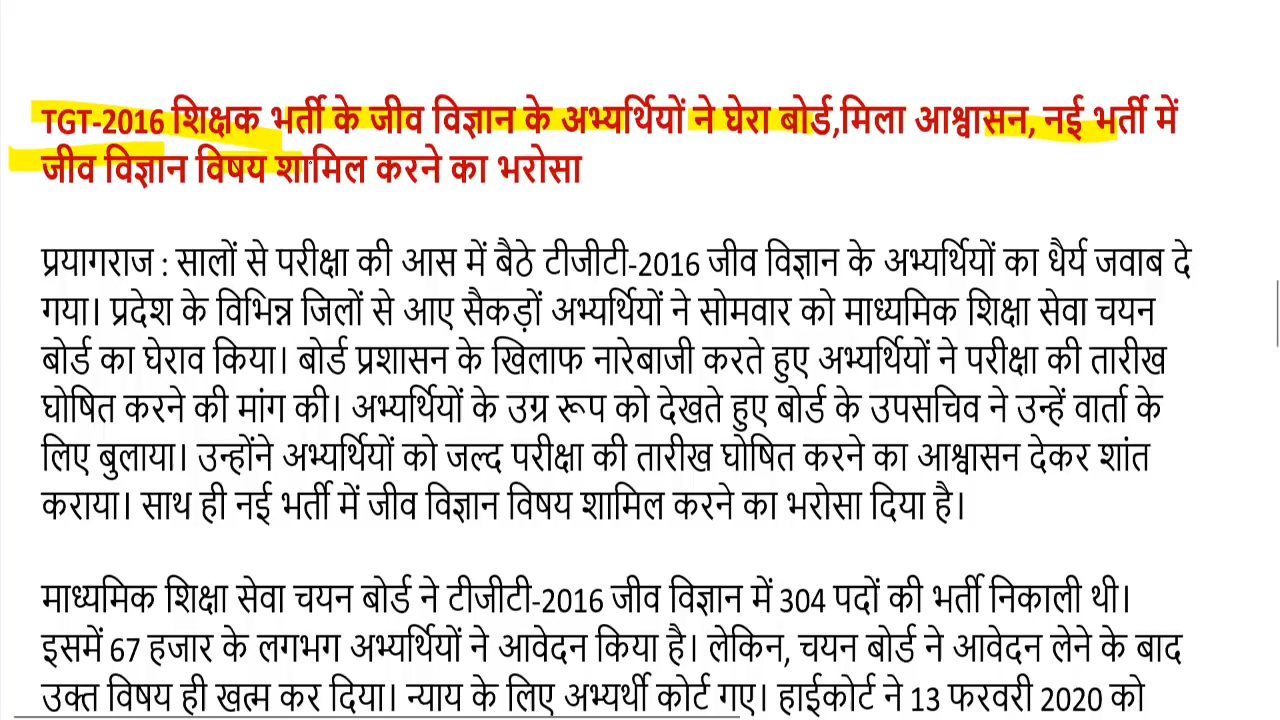 TGT-2016 शिक्षक भर्ती के जीव विज्ञान के अभ्यर्थियों ने घेरा बोर्ड,मिला आश्वासन, नई भर्ती में
जीव विज्ञान विषय शामिल करने का भरोसा
प्रयागराज : सालों से परीक्षा की आस में बैठे टीजीटी-2016 जीव विज्ञान के अभ्यर्थियों का धैर्य जवाब दे
गया। प्रदेश के विभिन्न जिलों से आए सैकड़ों अभ्यर्थियों ने सोमवार को माध्यमिक शिक्षा सेवा चयन
बोर्ड का घेराव किया। बोर्ड प्रशासन के खिलाफ नारेबाजी करते हुए अभ्यर्थियों ने परीक्षा की तारीख
घोषित करने की मांग की। अभ्यर्थियों के उग्र रूप को देखते हुए बोर्ड के उपसचिव ने उन्हें वार्ता के
लिए बुलाया। उन्होंने अभ्यर्थियों को जल्द परीक्षा की तारीख घोषित करने का आश्वासन देकर शांत
कराया। साथ ही नई भर्ती में जीव विज्ञान विषय शामिल करने का भरोसा दिया है।
माध्यमिक शिक्षा सेवा चयन बोर्ड ने टीजीटी-2016 जीव विज्ञान में 304 पदों की भर्ती निकाली थी।
इसमें 67 हजार के लगभग अभ्यर्थियों ने आवेदन किया है। लेकिन, चयन बोर्ड ने आवेदन लेने के बाद
उक्त विषय ही खत्म कर दिया। न्याय के लिए अभ्यर्थी कोर्ट गए। हाईकोर्ट ने 13 फरवरी 2020 को